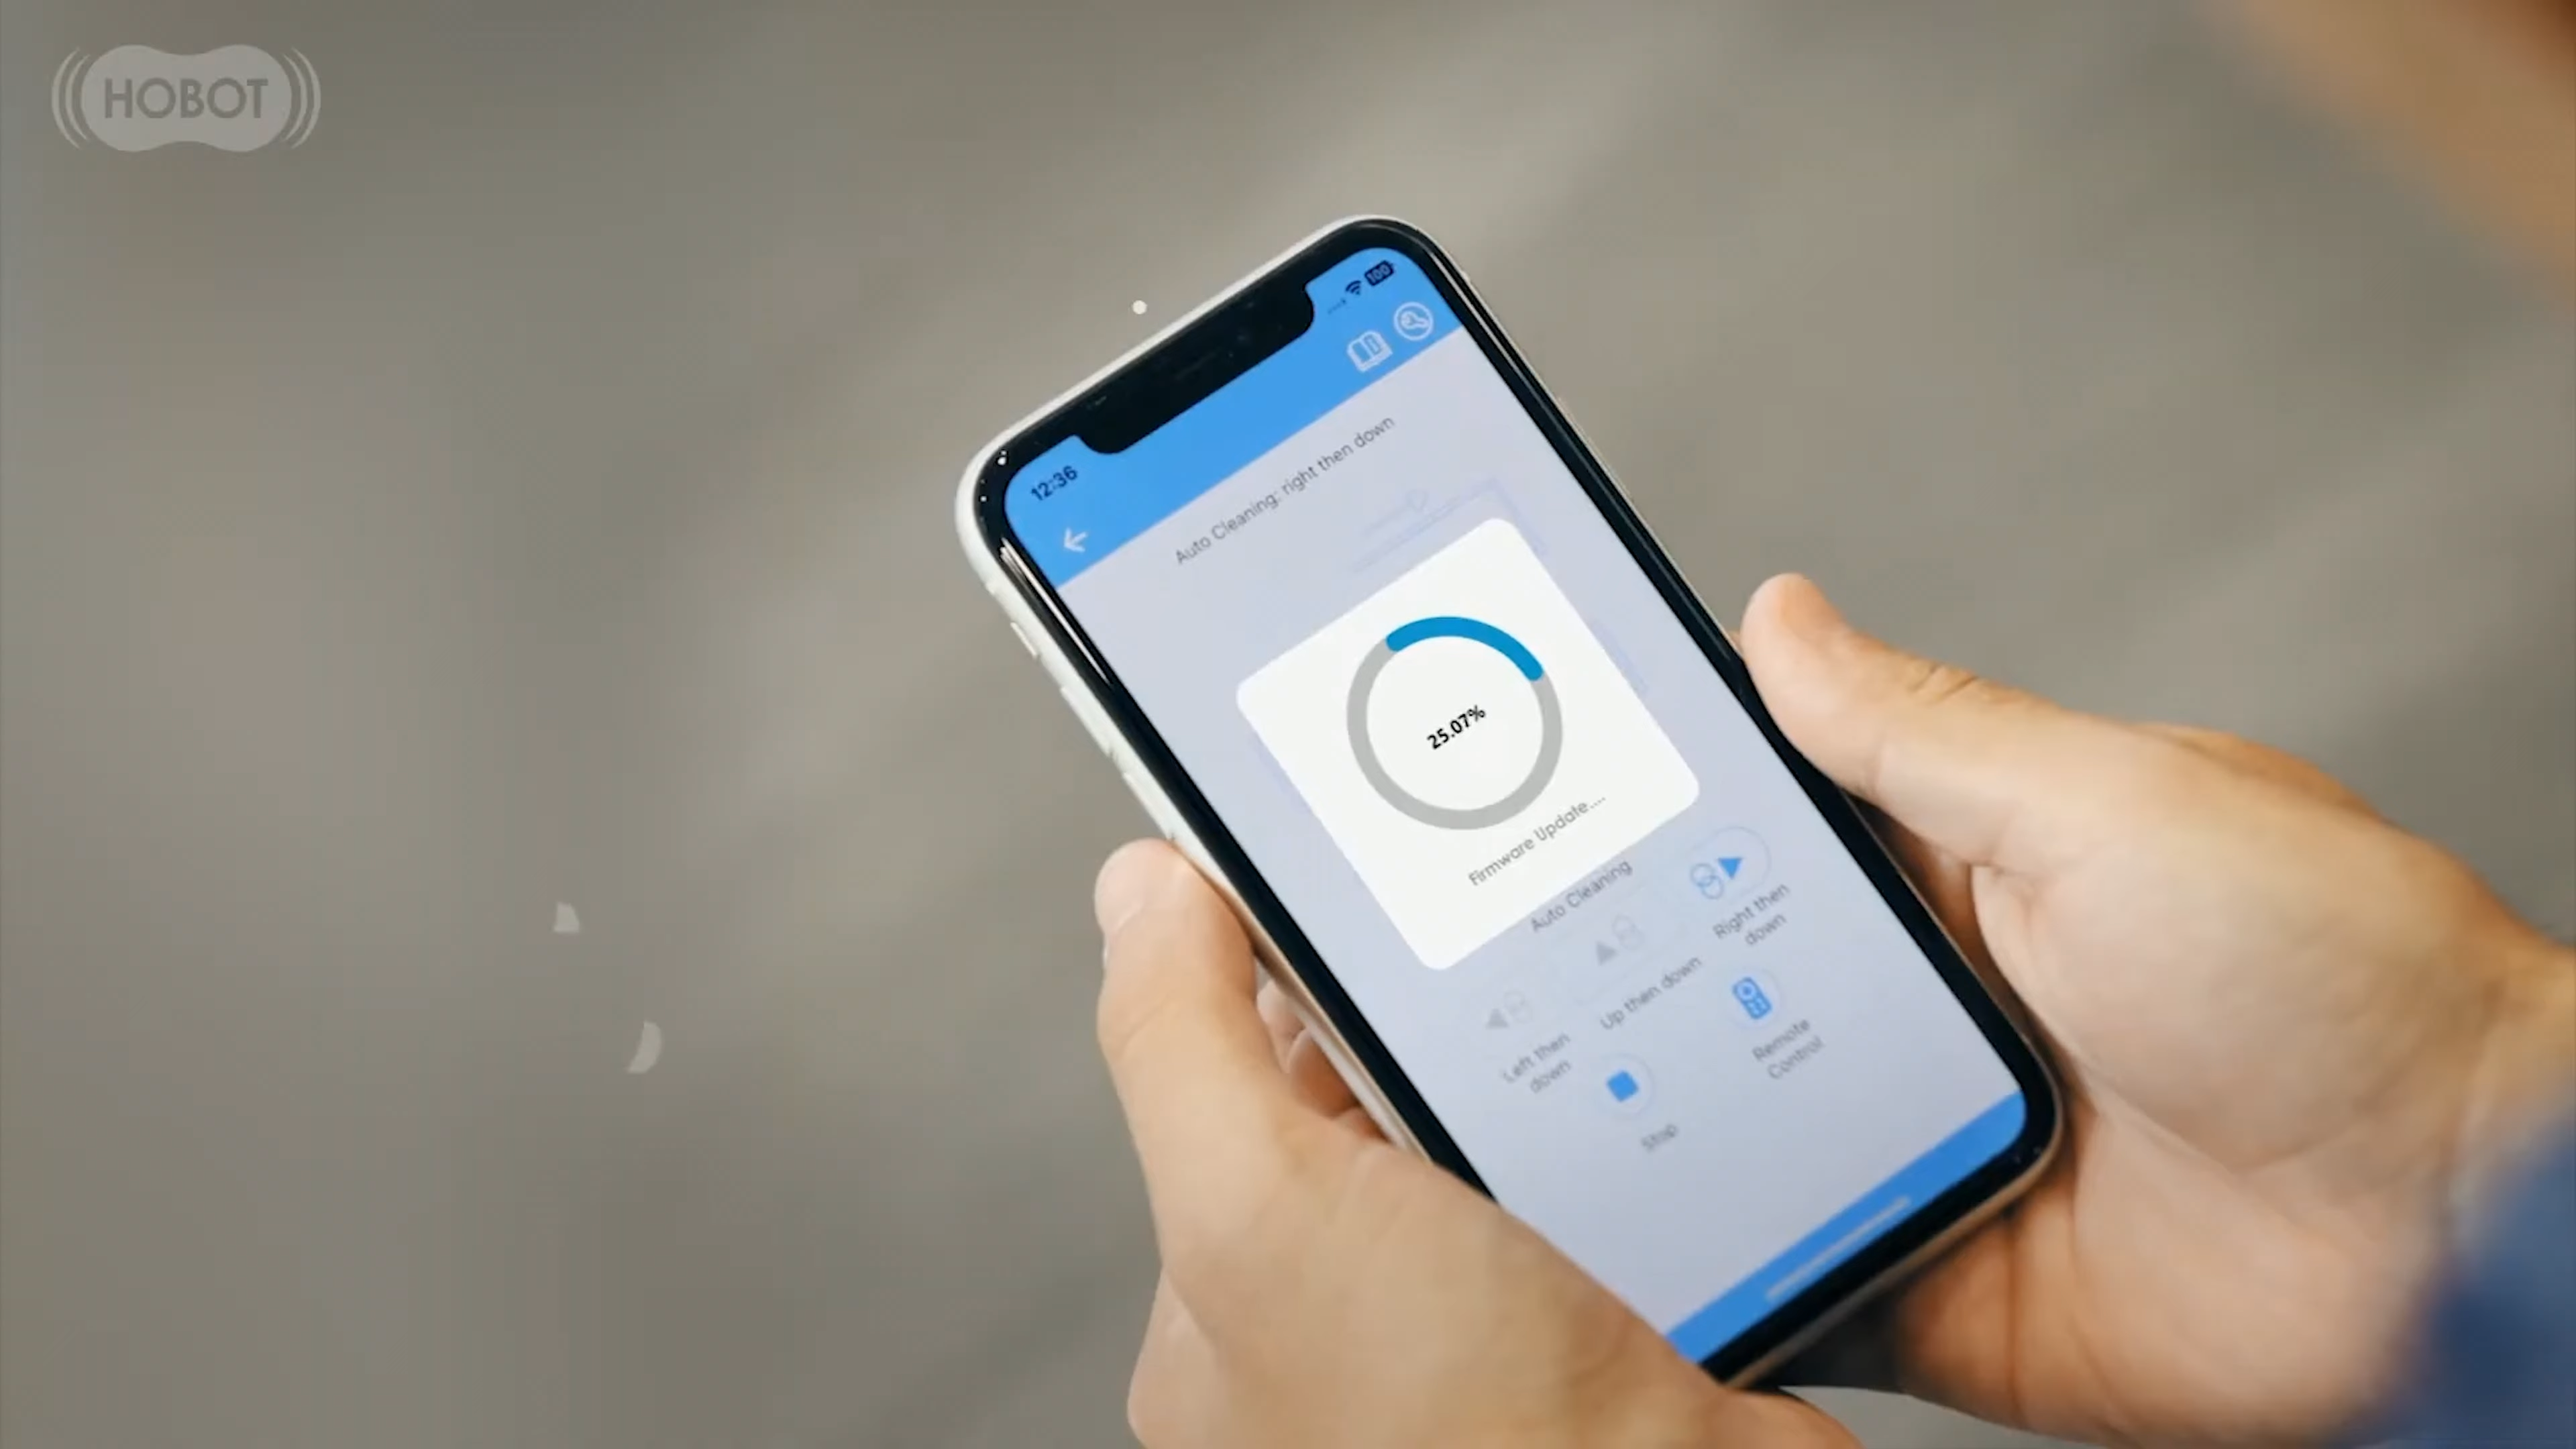 HOBOT
100
12:36
Auto Cleaning: right then down
25.07%
Firmware Update....
Auto Cleaning
Right then
down
Up then down
Left then
down
Remote
Control
Stop